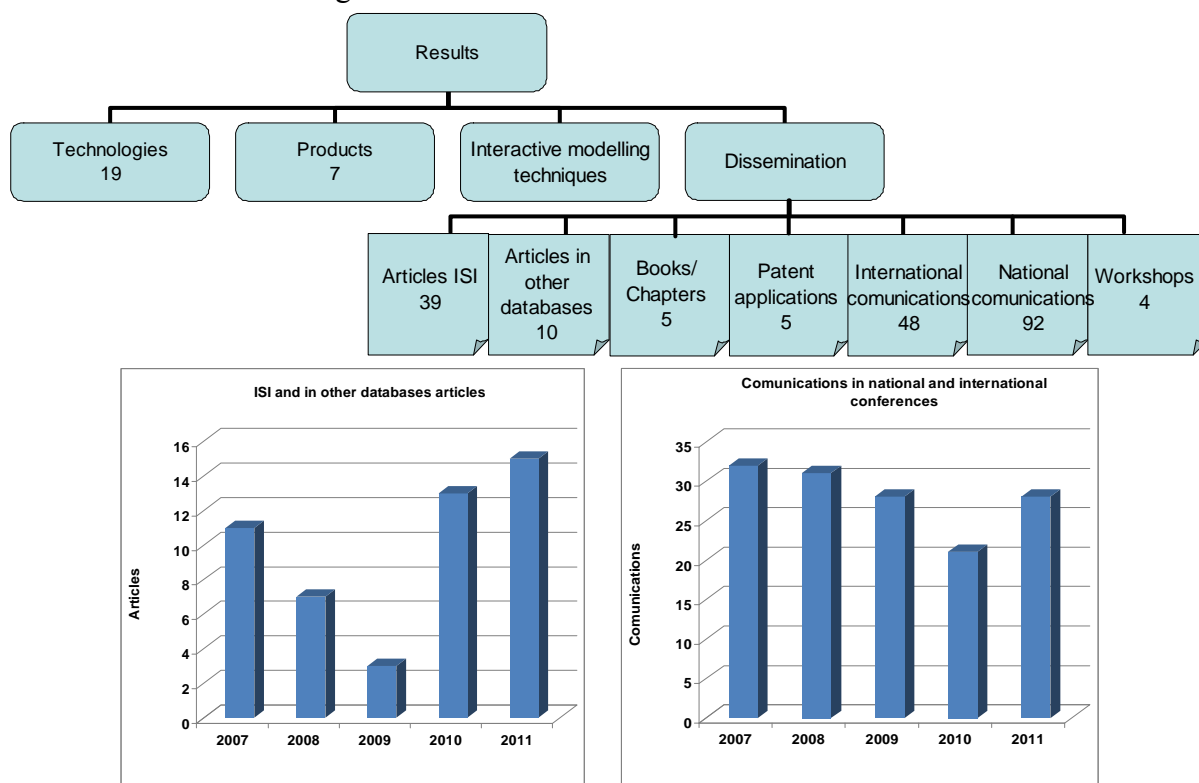 Results
Technologies
19
Products
7
Interactive modelling
techniques
Dissemination
Articles ISI
39
Articles in
other
databases
10
Books/
Chapters
5
Patent
applications
5
International
comunications
48
National
comunications
92
Workshops
4
ISI and in other databases articles
Articles
16
14
12
10
8
6
4
2
0
2007 2008 2009 2010 2011
Comunications in national and international
conferences
Comunications
35
30
25
20
15
10
5
0
2007 2008 2009 2010 2011